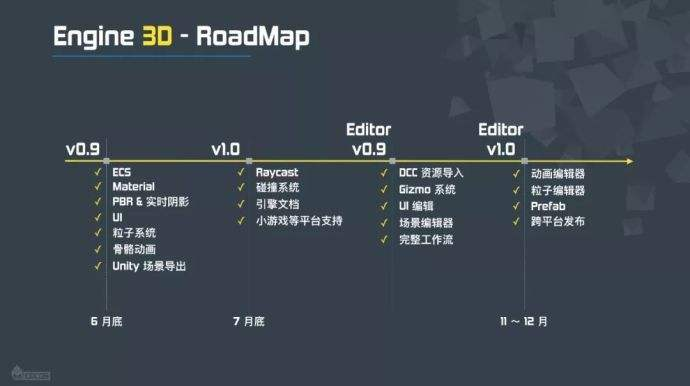 Engine 3D - RoadMap
v0.9
ECS
Material
PBR & 实时阴影
UI
粒子系统
骨骼动画
Unity 场景导出
6 月底
v1.0
Raycast
碰撞系统
引擎文档
小游戏等平台支持
7 月底
Editor
v0.9
DCC 资源导入
Gizmo 系统
UI 编辑
场景编辑器
完整工作流
Editor
v1.0
动画编辑器
粒子编辑器
Prefab
跨平台发布
11 ～ 12 月